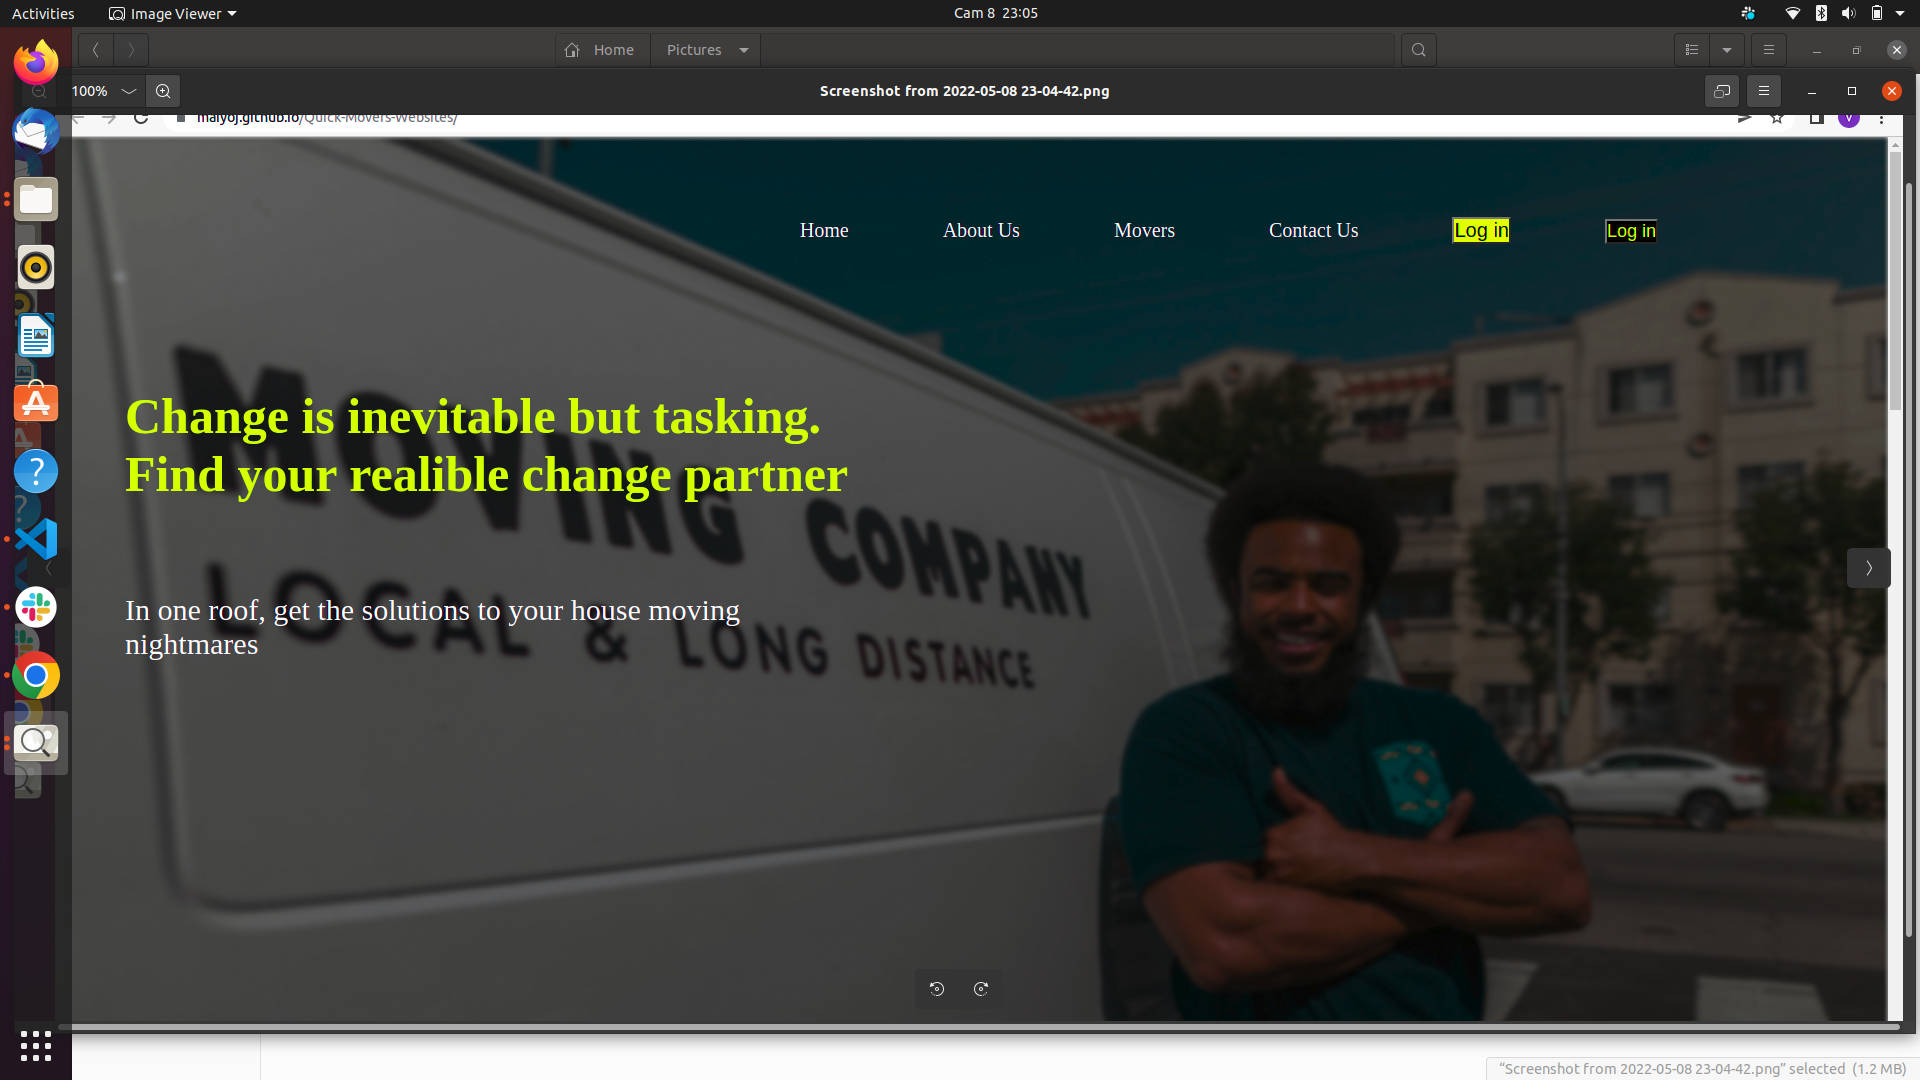 Activities
Image Viewer
Cam 8 23:05
Home
Pictures
100%
Screenshot from 2022-05-08 23-04-42.png
maiyoj.github.io/Quick-Movers-Websites/
V
Home
About Us
Movers
Contact Us
Log in
Log in
Change is inevitable but tasking.
Find your realible change partner
In one roof, get the solutions to your house moving
nightmares
MOVING COMPANY
LOCAL & LONG DISTANCE
“Screenshot from 2022-05-08 23-04-42.png” selected (1.2 MB)